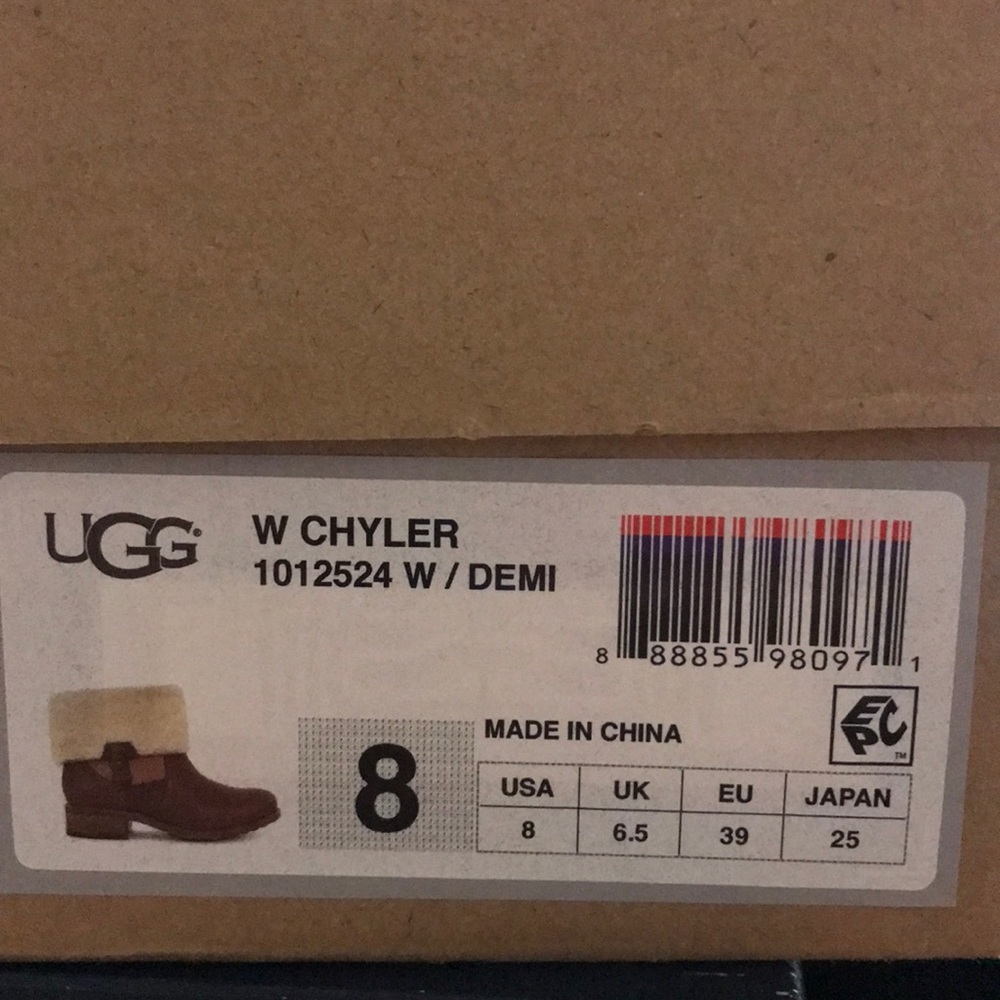 UGG®
W CHYLER
1012524 W / DEMI
8 88855 98097 1
EPC™
MADE IN CHINA
8
USA UK EU JAPAN
8 6.5 39 25